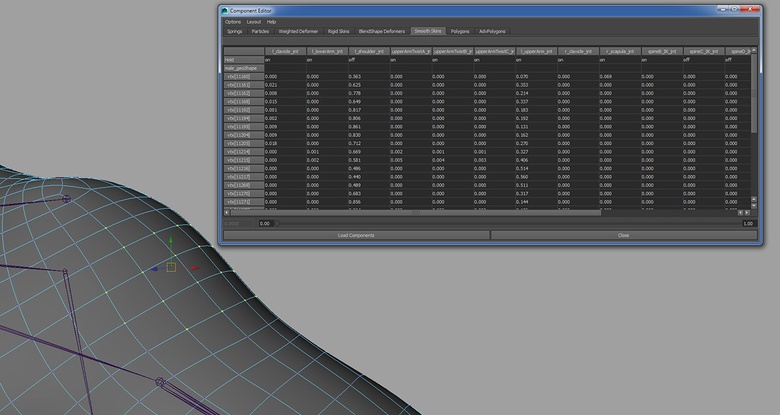 Component Editor
Options Layout Help
Springs Particles Weighted Deformer Rigid Skins BlendShape Deformers Smooth Skins Polygons AdvPolygons
l_clavicle_jnt l_lowerArm_jnt l_shoulder_jnt upperArmTwistA_jr upperArmTwistB_jr upperArmTwistC_jr l_upperArm_jnt r_clavicle_jnt r_scapula_jnt spineB_IK_jnt spineC_IK_jnt
Hold on on off on on on on on on on off off
male_geoShape
vtx[11160] 0.000 0.000 0.383 0.000 0.000 0.000 0.070 0.000 0.069 0.000 0.000 0.000
vtx[11161] 0.021 0.000 0.625 0.000 0.000 0.000 0.353 0.000 0.000 0.000 0.000 0.000
vtx[11162] 0.008 0.000 0.778 0.000 0.000 0.000 0.214 0.000 0.000 0.000 0.000 0.000
0.015 0.000 0.649 0.000 0.000 0.000 0.337 0.000 0.000 0.000 0.000 0.000
0.001 0.000 0.817 0.000 0.000 0.000 0.183 0.000 0.000 0.000 0.000 0.000
vtx[11194] 0.002 0.000 0.806 0.000 0.000 0.000 0.192 0.000 0.000 0.000 0.000 0.000
0.009 0.000 0.861 0.000 0.000 0.000 0.131 0.000 0.000 0.000 0.000 0.000
vtx[11204] 0.009 0.000 0.830 0.000 0.000 0.000 0.162 0.000 0.000 0.000 0.000 0.000
0.018 0.000 0.712 0.000 0.000 0.000 0.270 0.000 0.000 0.000 0.000 0.000
vtx[11214] 0.000 0.001 0.669 0.000 0.002 0.001 0.327 0.000 0.000 0.000 0.000 0.000
vtx[11215] 0.000 0.002 0.581 0.005 0.004 0.003 0.406 0.000 0.000 0.000 0.000 0.000
vtx[11216] 0.000 0.000 0.486 0.000 0.000 0.000 0.514 0.000 0.000 0.000 0.000 0.000
vtx[11217] 0.000 0.000 0.440 0.000 0.000 0.000 0.560 0.000 0.000 0.000 0.000 0.000
0.000 0.000 0.489 0.000 0.000 0.000 0.511 0.000 0.000 0.000 0.000 0.000
vtx[11270] 0.000 0.000 0.683 0.000 0.000 0.000 0.317 0.000 0.000 0.000 0.000 0.000
vtx[11271] 0.000 0.000 0.856 0.000 0.000 0.000 0.144 0.000 0.000 0.000 0.000 0.000
0.00 1.00
Load Components Close